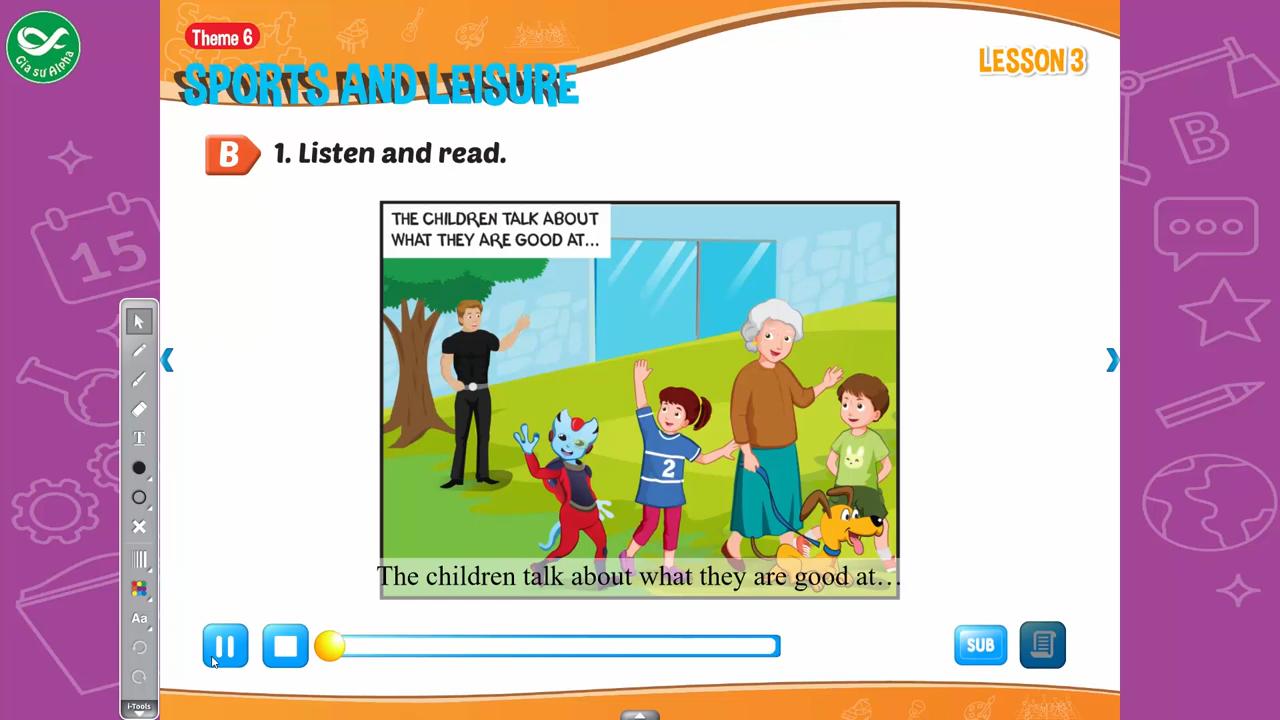 Gia sư Alpha
Theme 6
LESSON 3
SPORTS AND LEISURE
B 1. Listen and read.
THE CHILDREN TALK ABOUT
WHAT THEY ARE GOOD AT...
2
The children talk about what they are good at...
SUB
15
B
T
Aa
i-Tools